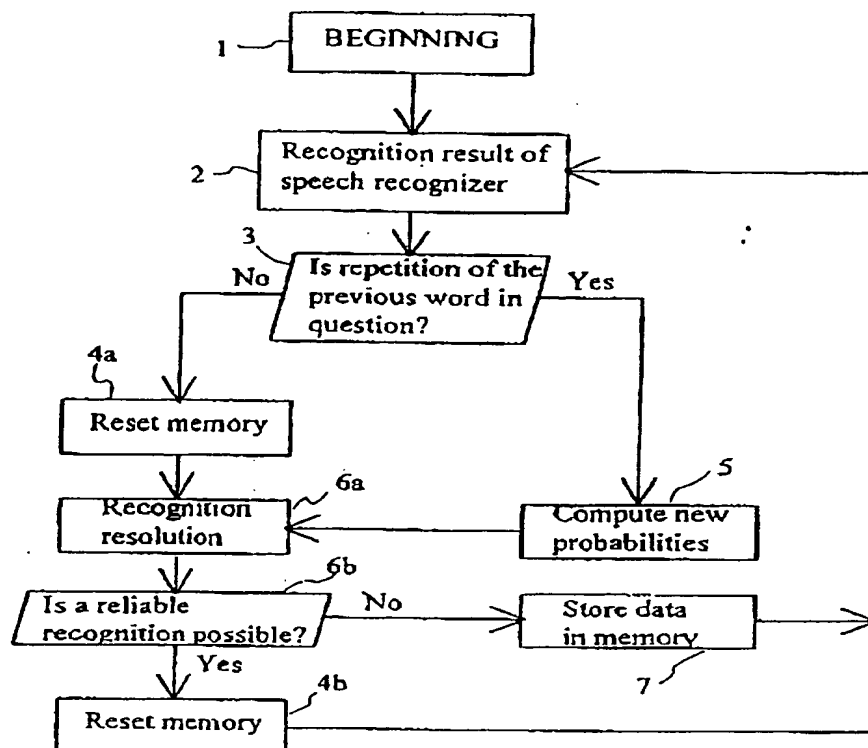 1
BEGINNING
2
Recognition result of
speech recognizer
3
No
Is repetition of the
previous word in
question?
Yes
4a
Reset memory
5
Compute new
probabilities
6a
Recognition
resolution
6b
Is a reliable
recognition possible?
No
Store data
in memory
7
Yes
4b
Reset memory